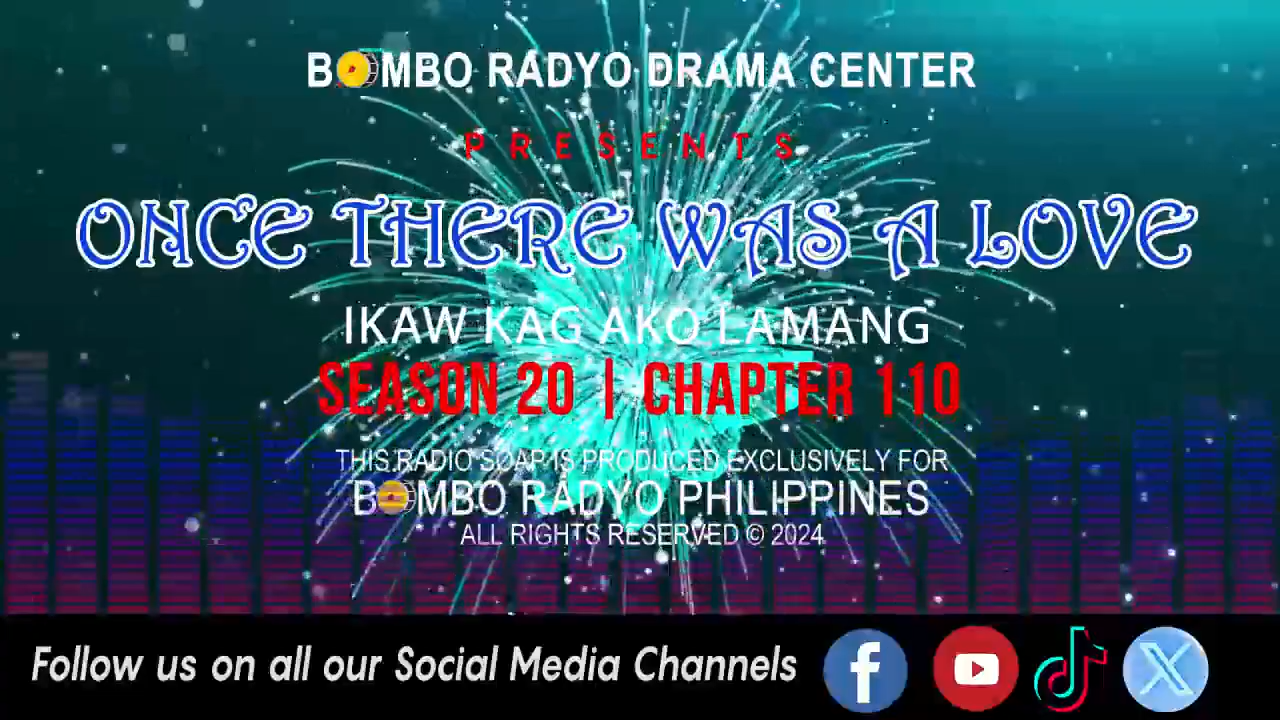 BOMBO RADYO DRAMA CENTER
PRESENTS
ONCE THERE WAS A LOVE
IKAW KAG AKO LAMANG
SEASON 20 | CHAPTER 110
THIS RADIO SOAP IS PRODUCED EXCLUSIVELY FOR
BOMBO RADYO PHILIPPINES
ALL RIGHTS RESERVED © 2024
Follow us on all our Social Media Channels